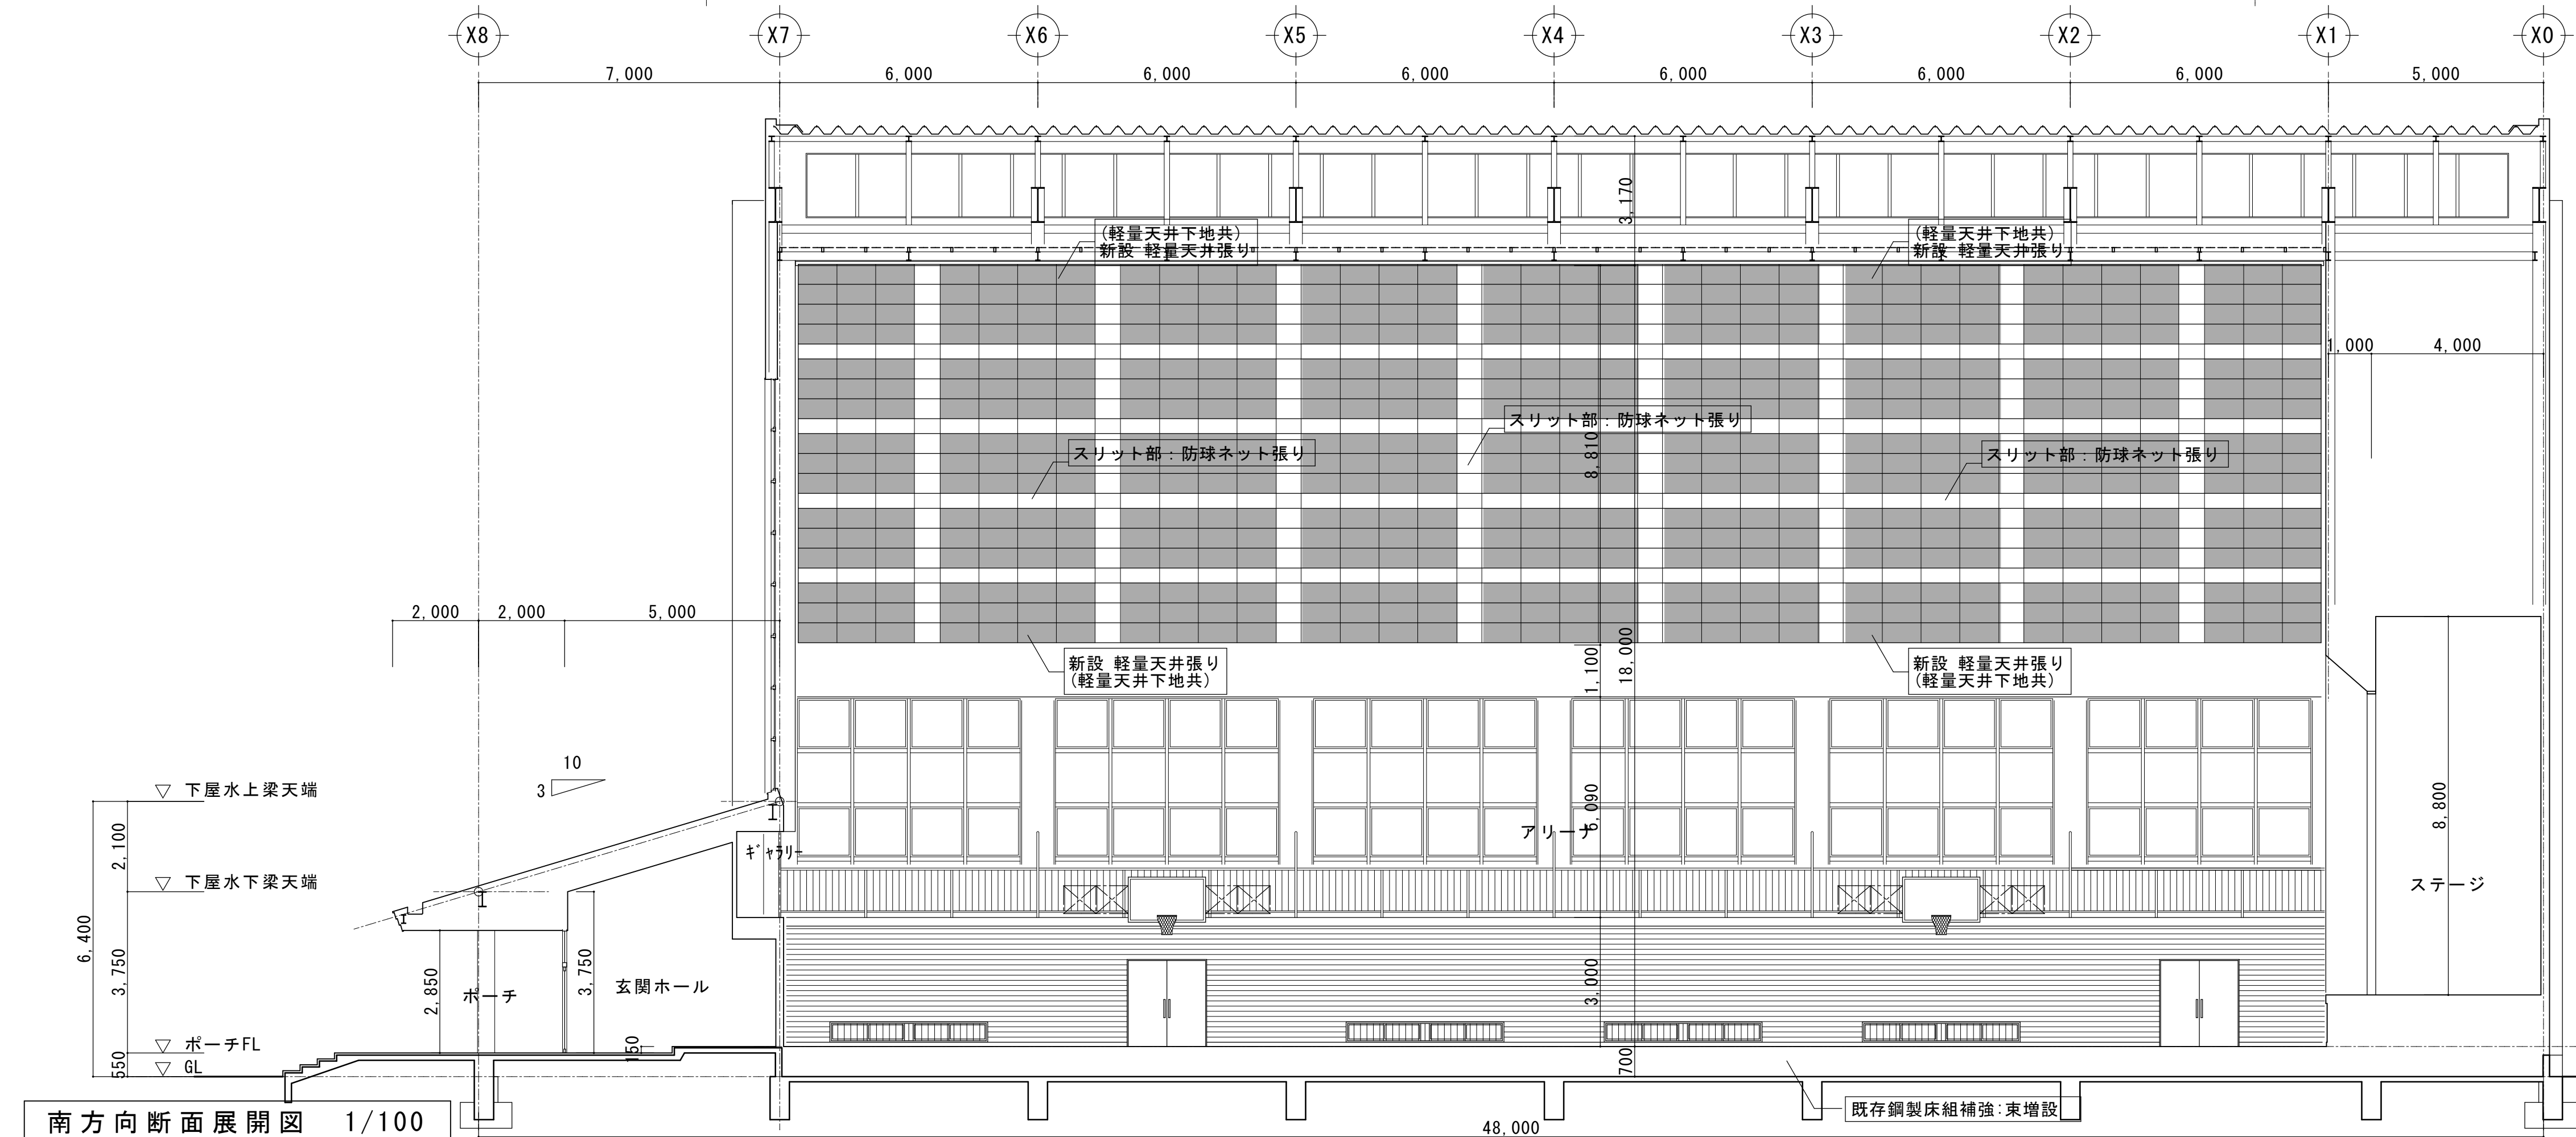 X8 X7 X6 X5 X4 X3 X2 X1 X0
7,000 6,000 6,000 6,000 6,000 6,000 6,000 5,000
3,170
(軽量天井下地共)
新設 軽量天井張り
(軽量天井下地共)
新設 軽量天井張り
1,000 4,000
スリット部：防球ネット張り
スリット部：防球ネット張り
スリット部：防球ネット張り
8,810
2,000 2,000 5,000
新設 軽量天井張り
(軽量天井下地共)
新設 軽量天井張り
(軽量天井下地共)
1,100
18,000
10
3
下屋水上梁天端
2,100
6,090
8,800
アリーナ
ギャラリー
下屋水下梁天端
ステージ
6,400
3,750
2,850
ポーチ
3,750
玄関ホール
3,000
ポーチFL
150
550
GL
700
既存鋼製床組補強:束増設
南方向断面展開図 1/100
48,000